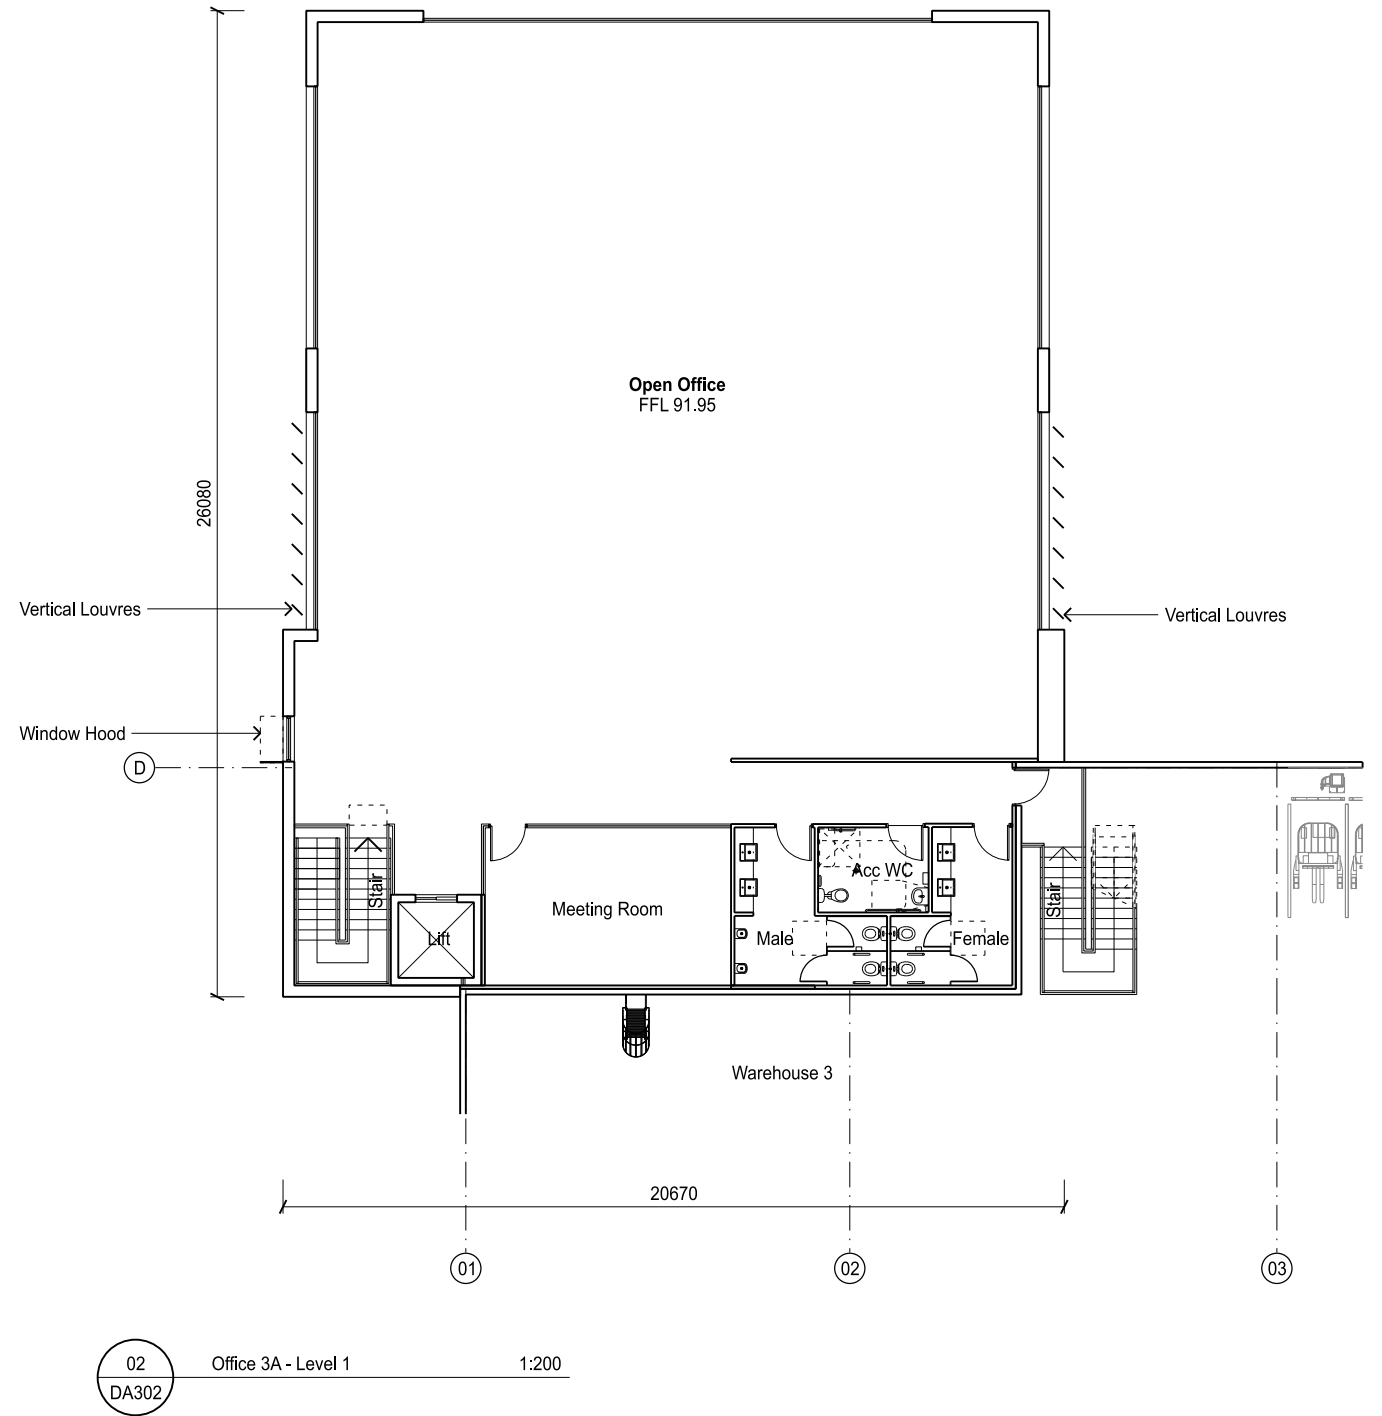 Open Office
FFL 91.95
26080
Vertical Louvres
Vertical Louvres
Window Hood
D
Stair
Lift
Meeting Room
Male
Acc WC
Female
Stair
Warehouse 3
20670
01
02
03
02
DA302
Office 3A - Level 1
1:200